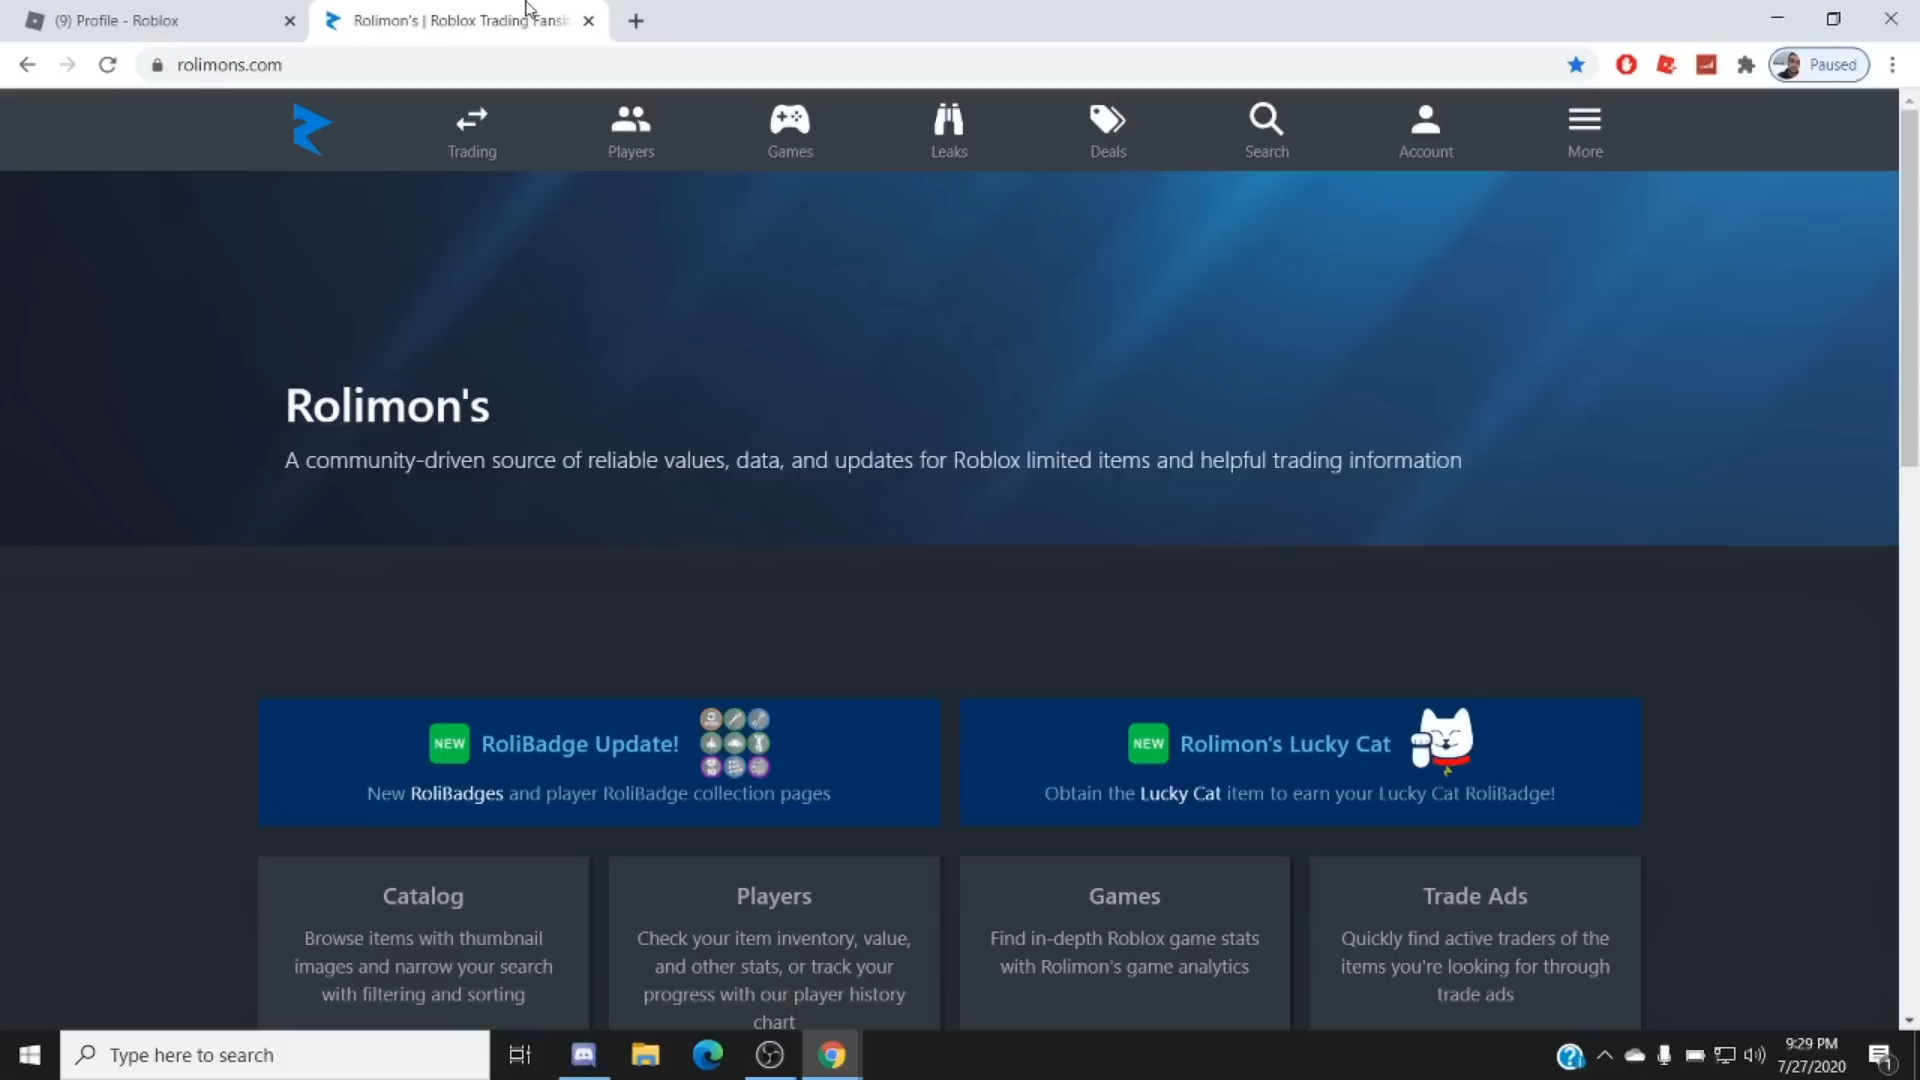 (9) Profile - Roblox
Rolimon's | Roblox Trading Fansit
rolimons.com
Paused
Trading
Players
Games
Leaks
Deals
Search
Account
More
Rolimon's
A community-driven source of reliable values, data, and updates for Roblox limited items and helpful trading information
NEW RoliBadge Update!
New RoliBadges and player RoliBadge collection pages
NEW Rolimon's Lucky Cat
Obtain the Lucky Cat item to earn your Lucky Cat RoliBadge!
Catalog
Browse items with thumbnail
images and narrow your search
with filtering and sorting
Players
Check your item inventory, value,
and other stats, or track your
progress with our player history
chart
Games
Find in-depth Roblox game stats
with Rolimon's game analytics
Trade Ads
Quickly find active traders of the
items you're looking for through
trade ads
Type here to search
9:29 PM
7/27/2020
1